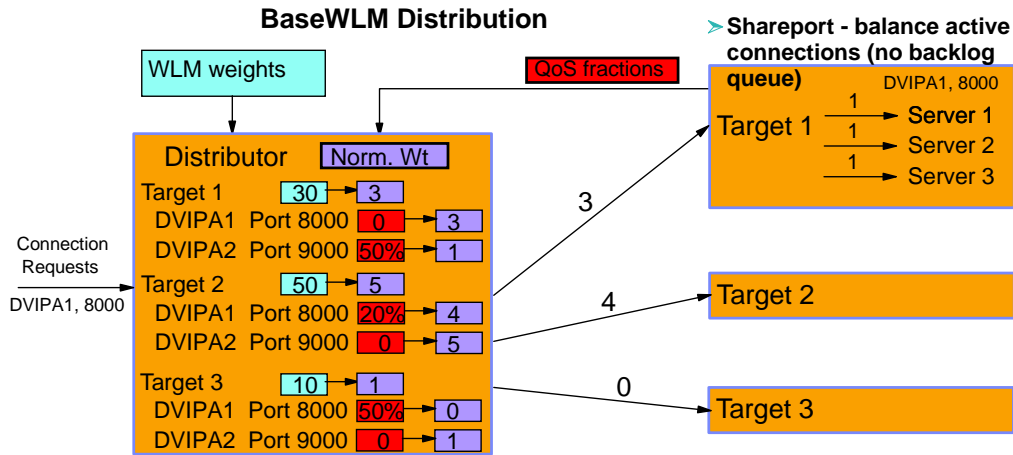 BaseWLM Distribution
➤ Shareport - balance active
connections (no backlog
queue)
WLM weights
QoS fractions
DVIPA1, 8000
Target 1
1 Server 1
1 Server 2
1 Server 3
Distributor Norm. Wt
Target 1 30 3
DVIPA1 Port 8000 0 3
DVIPA2 Port 9000 50% 1
Target 2 50 5
DVIPA1 Port 8000 20% 4
DVIPA2 Port 9000 0 5
Target 3 10 1
DVIPA1 Port 8000 50% 0
DVIPA2 Port 9000 0 1
Connection
Requests
DVIPA1, 8000
3
4
Target 2
0
Target 3